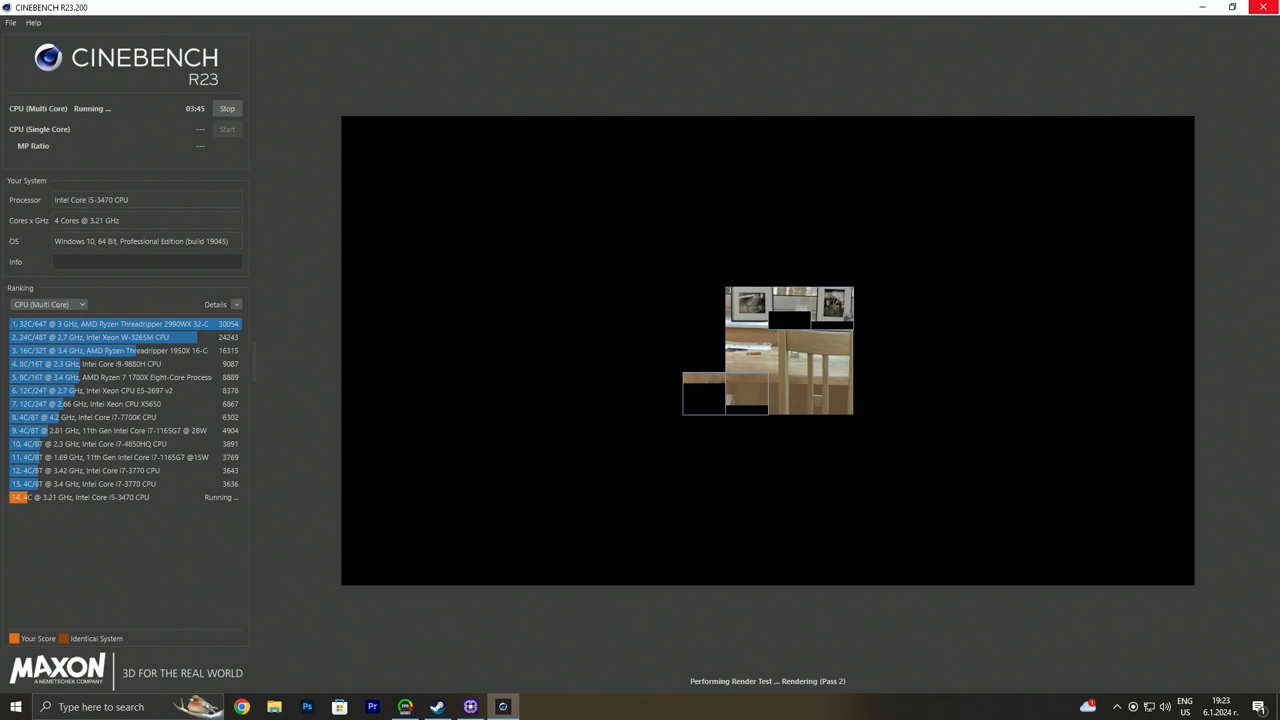 CINEBENCH R23.200
File Help
CINEBENCH
R23
CPU (Multi Core) Running ... 03:45 Stop
CPU (Single Core) --- Start
MP Ratio ---
Your System
Processor Intel Core i5-3470 CPU
Cores x GHz 4 Cores @ 3.21 GHz
OS Windows 10, 64 Bit, Professional Edition (build 19045)
Info
Ranking
CPU (Multi Core) Details
1. 32C/64T @ 3 GHz, AMD Ryzen Threadripper 2990WX 32-C 30054
2. 24C/48T @ 2.7 GHz, Intel Xeon W-3265M CPU 24243
3. 16C/32T @ 3.4 GHz, AMD Ryzen Threadripper 1950X 16-C 16315
4. 8C/16T @ 2.3 GHz, Intel Core i9-9880H CPU 9087
5. 8C/16T @ 3.4 GHz, AMD Ryzen 7 1700X Eight-Core Process 8889
6. 12C/24T @ 2.7 GHz, Intel Xeon CPU E5-2697 v2 8378
7. 12C/24T @ 2.66 GHz, Intel Xeon CPU X5650 6867
8. 4C/8T @ 4.2 GHz, Intel Core i7-7700K CPU 6302
9. 4C/8T @ 2.81 GHz, 11th Gen Intel Core i7-1165G7 @ 28W 4904
10. 4C/8T @ 2.3 GHz, Intel Core i7-4850HQ CPU 3891
11. 4C/8T @ 1.69 GHz, 11th Gen Intel Core i7-1165G7 @15W 3769
12. 4C/8T @ 3.42 GHz, Intel Core i7-3770 CPU 3643
13. 4C/8T @ 3.4 GHz, Intel Core i7-3770 CPU 3636
14. 4C @ 3.21 GHz, Intel Core i5-3470 CPU Running ...
Your Score Identical System
MAXON
A NEMETSCHEK COMPANY
3D FOR THE REAL WORLD
Performing Render Test ... Rendering (Pass 2)
Type here to search
Ps
Pr
ENG
US
19:23
6.1.2024 г.
1